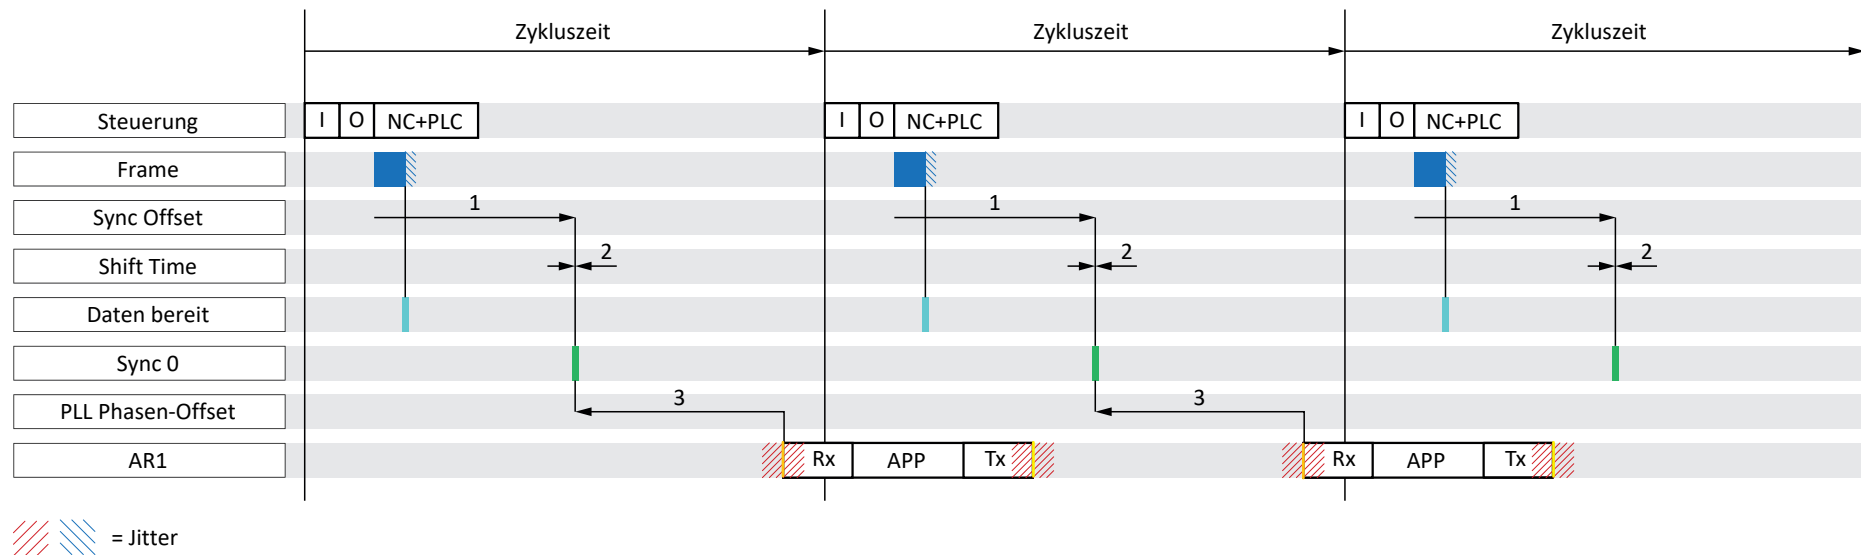 Zykluszeit Zykluszeit Zykluszeit
Steuerung I O NC+PLC I O NC+PLC I O NC+PLC
Frame
Sync Offset 1 1 1
Shift Time 2 2 2
Daten bereit
Sync 0
PLL Phasen-Offset 3 3
AR1 Rx APP Tx Rx APP Tx
= Jitter